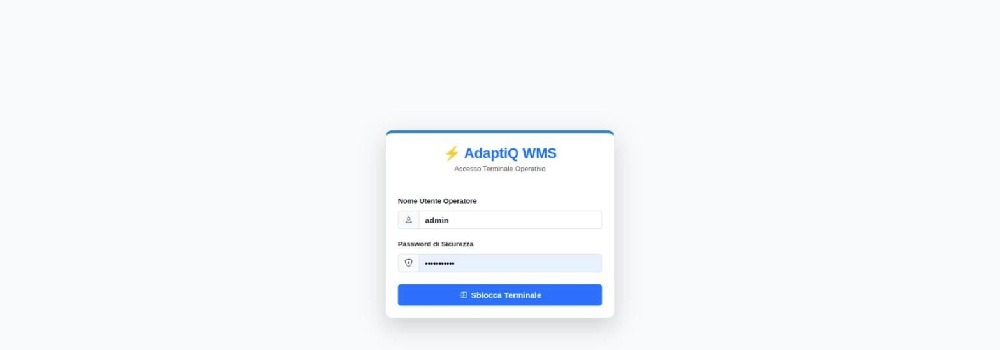 ⚡ AdaptiQ WMS
Accesso Terminale Operativo
Nome Utente Operatore
admin
Password di Sicurezza
•••••••••••
Sblocca Terminale